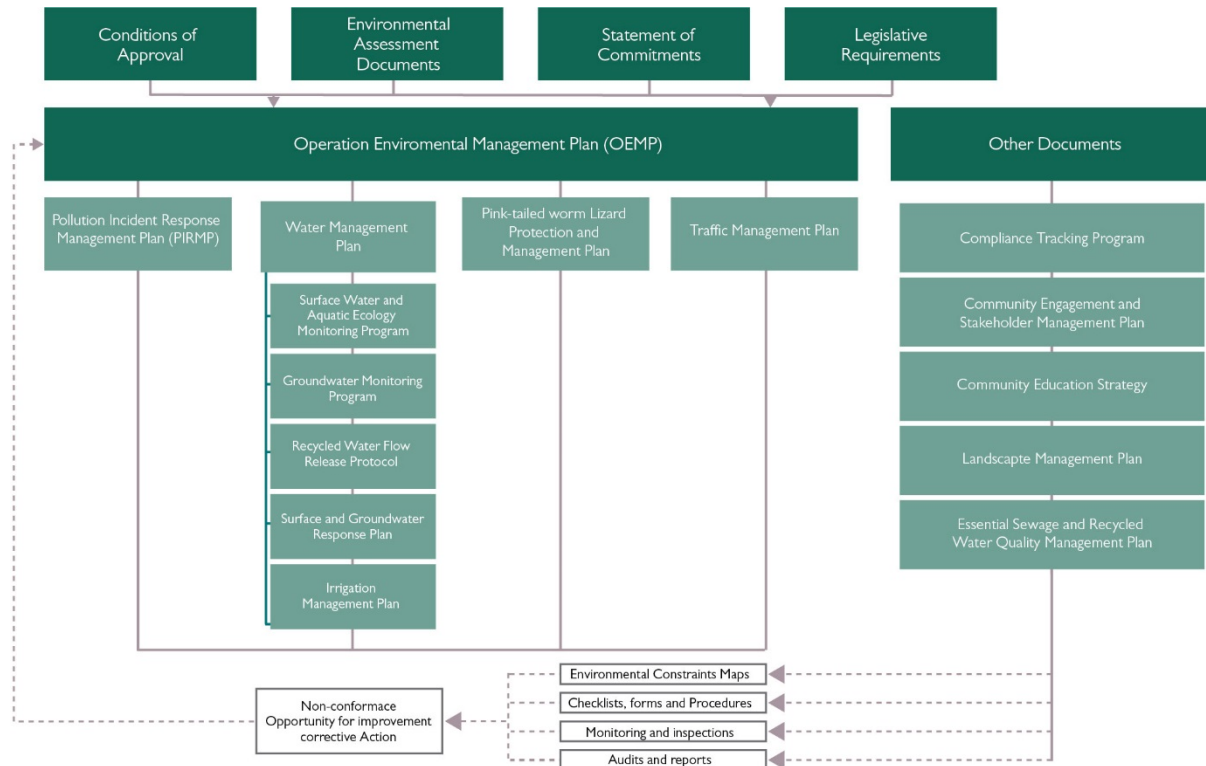 Conditions of
Approval
Environmental
Assessment
Documents
Statement of
Commitments
Legislative
Requirements
Operation Enviromental Management Plan (OEMP)
Other Documents
Pollution Incident Response
Management Plan (PIRMP)
Water Management
Plan
Pink-tailed worm Lizard
Protection and
Management Plan
Traffic Management Plan
Surface Water and
Aquatic Ecology
Monitoring Program
Groundwater Monitoring
Program
Recycled Water Flow
Release Protocol
Surface and Groundwater
Response Plan
Irrigation
Management Plan
Compliance Tracking Program
Community Engagement and
Stakeholder Management Plan
Community Education Strategy
Landscapte Management Plan
Essential Sewage and Recycled
Water Quality Management Plan
Environmental Constraints Maps
Checklists, forms and Procedures
Monitoring and inspections
Audits and reports
Non-conformace
Opportunity for improvement
corrective Action